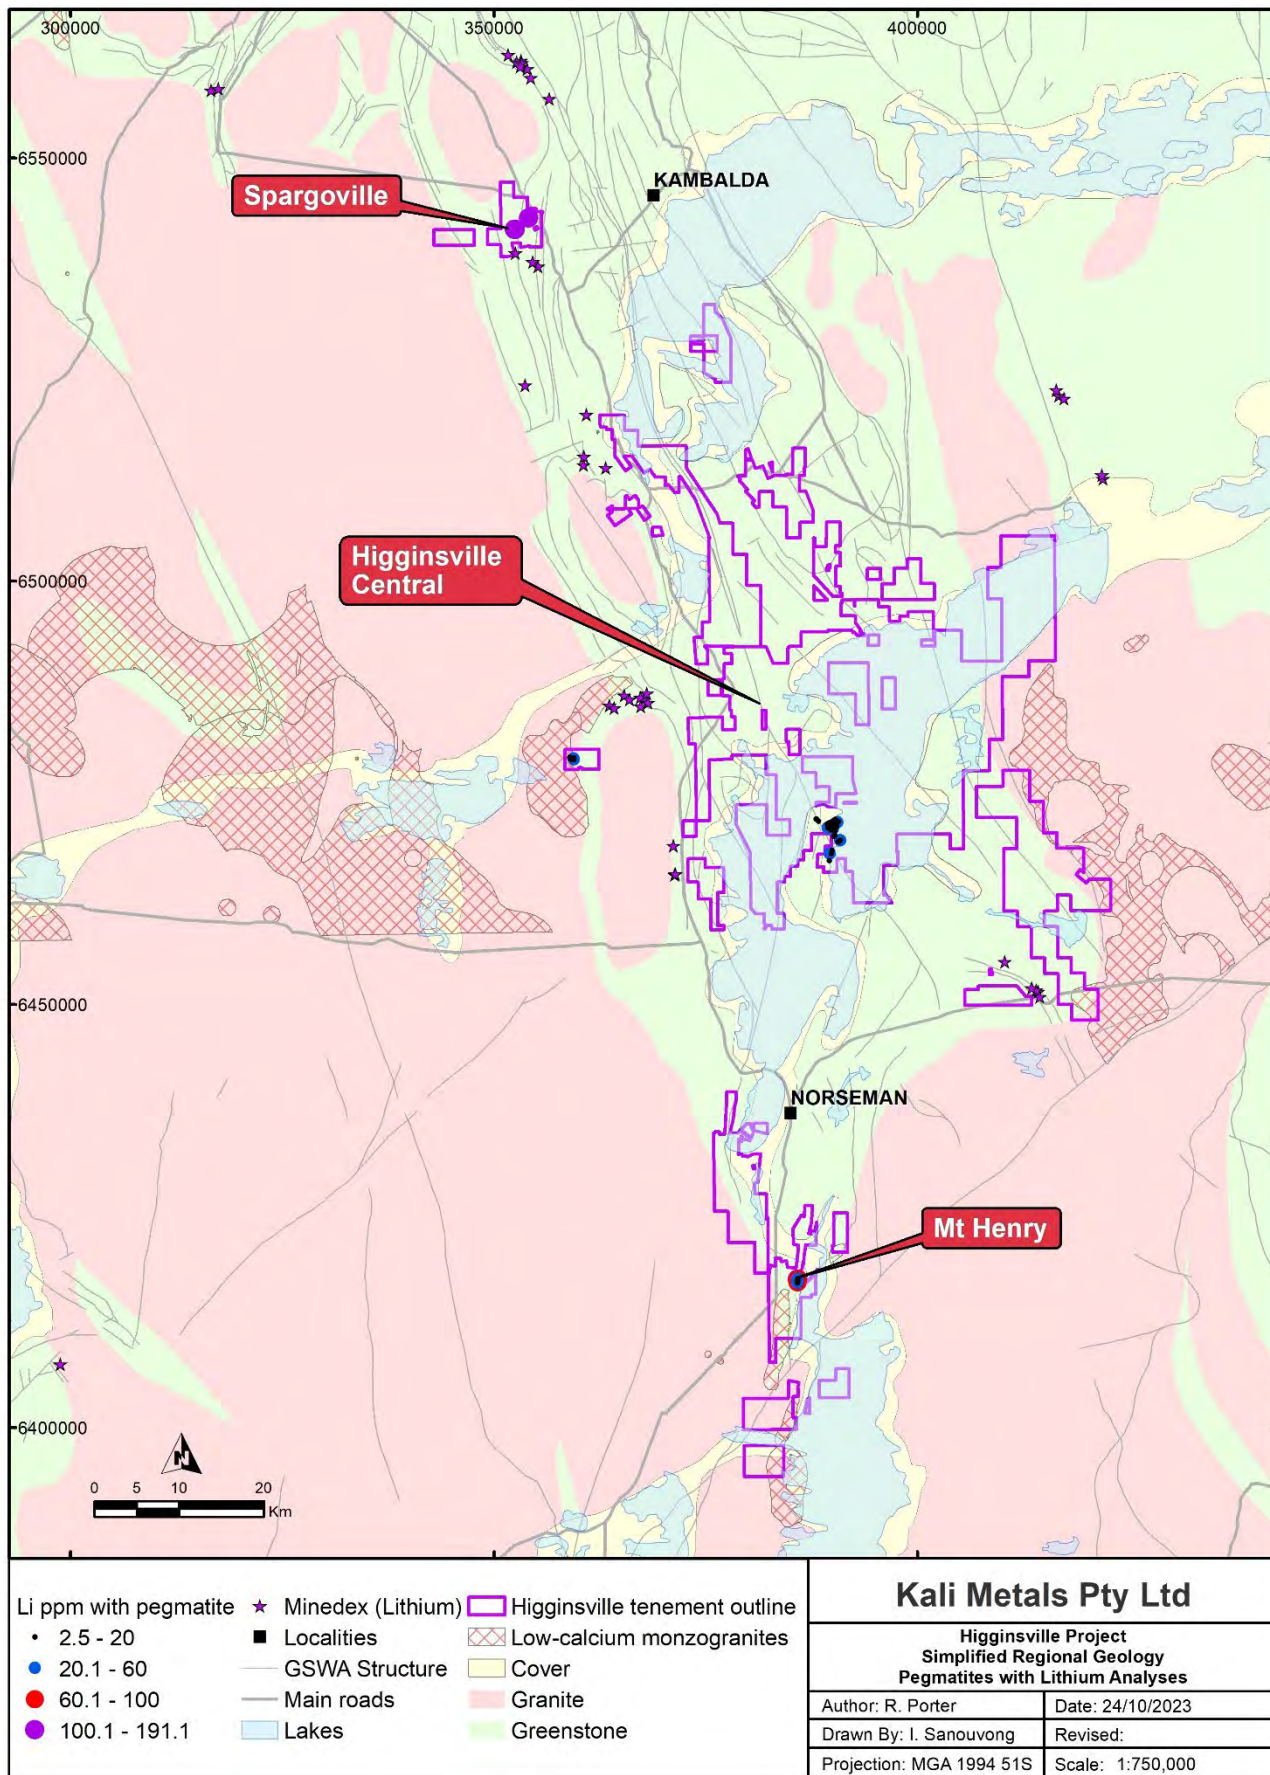 300000
350000
400000
6550000
KAMBALDA
Spargoville
Higginsville
Central
6500000
6450000
NORSEMAN
Mt Henry
6400000
N
0 5 10 20
Km
Li ppm with pegmatite
2.5 - 20
20.1 - 60
60.1 - 100
100.1 - 191.1
Minedex (Lithium)
Localities
GSWA Structure
Main roads
Lakes
Higginsville tenement outline
Low-calcium monzogranites
Cover
Granite
Greenstone
Kali Metals Pty Ltd
Higginsville Project
Simplified Regional Geology
Pegmatites with Lithium Analyses
Author: R. Porter
Date: 24/10/2023
Drawn By: I. Sanouvong
Revised:
Projection: MGA 1994 51S
Scale: 1:750,000